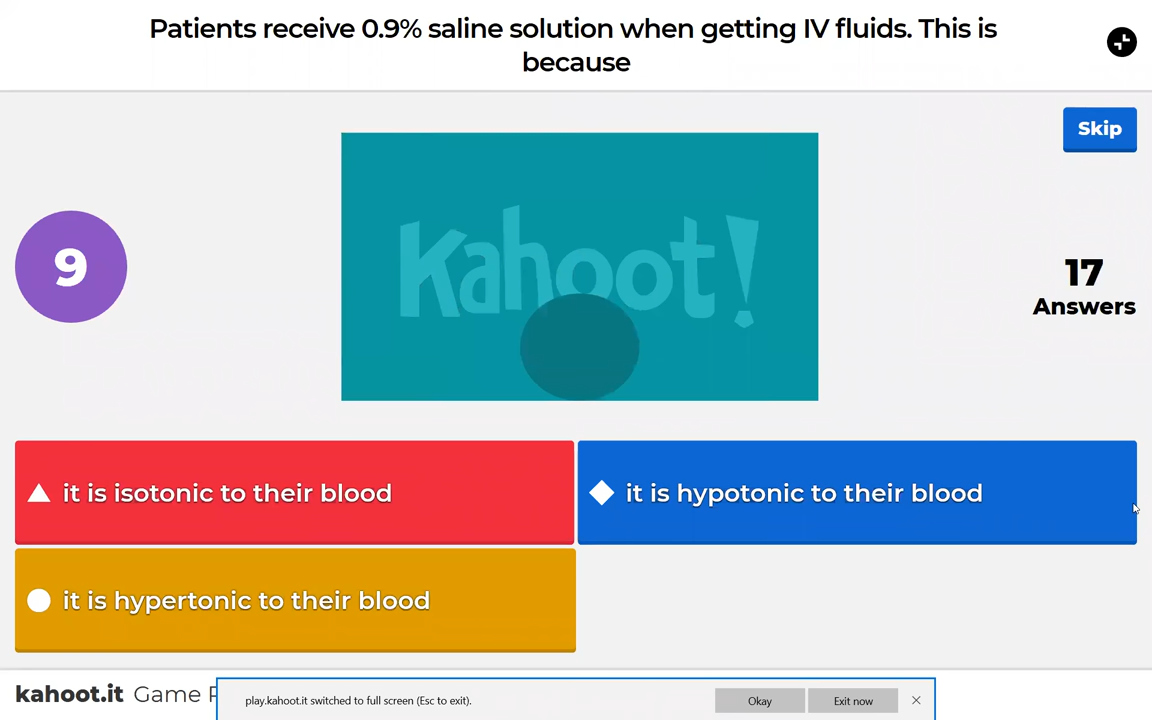 Patients receive 0.9% saline solution when getting IV fluids. This is
because
Skip
Kahoot!
9
17
Answers
it is isotonic to their blood
it is hypotonic to their blood
it is hypertonic to their blood
kahoot.it Game
play.kahoot.it switched to full screen (Esc to exit).
Okay
Exit now